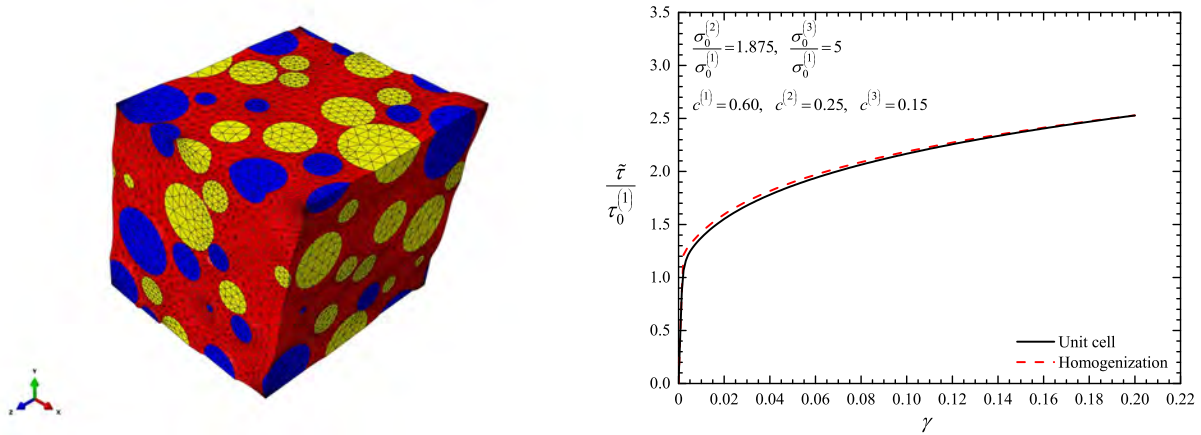 Y
Z
X
3.5
3.0
2.5
2.0
1.5
1.0
0.5
0.0
τ̃ / τ₀⁽¹⁾
σ₀⁽²⁾ / σ₀⁽¹⁾ = 1.875, σ₀⁽³⁾ / σ₀⁽¹⁾ = 5
c⁽¹⁾ = 0.60, c⁽²⁾ = 0.25, c⁽³⁾ = 0.15
Unit cell
Homogenization
0 0.02 0.04 0.06 0.08 0.10 0.12 0.14 0.16 0.18 0.20 0.22
γ